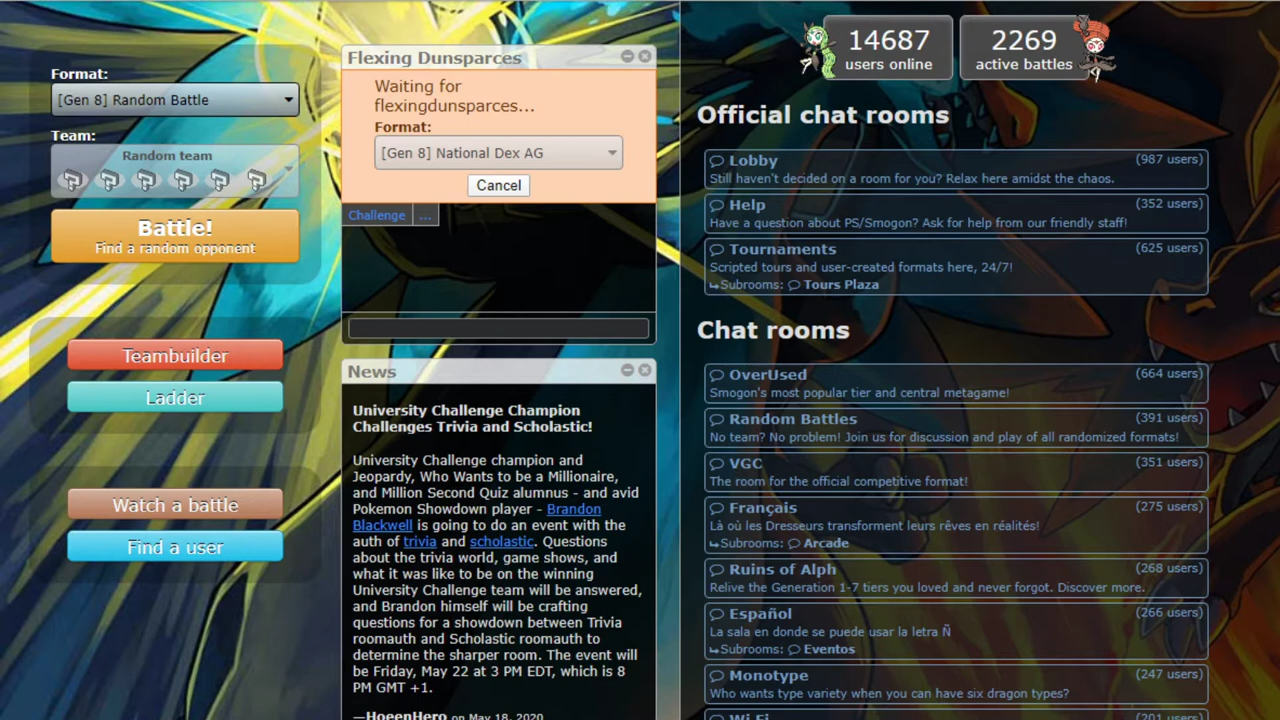 Format:
[Gen 8] Random Battle
Team:
Random team
Battle!
Find a random opponent
Teambuilder
Ladder
Watch a battle
Find a user
Flexing Dunsparces
Waiting for
flexingdunsparces...
Format:
[Gen 8] National Dex AG
Cancel
Challenge
...
News
University Challenge Champion
Challenges Trivia and Scholastic!
University Challenge champion and
Jeopardy, Who Wants to be a Millionaire,
and Million Second Quiz alumnus - and avid
Pokemon Showdown player - Brandon
Blackwell is going to do an event with the
auth of trivia and scholastic. Questions
about the trivia world, game shows, and
what it was like to be on the winning
University Challenge team will be answered,
and Brandon himself will be crafting
questions for a showdown between Trivia
roomauth and Scholastic roomauth to
determine the sharper room. The event will
be Friday, May 22 at 3 PM EDT, which is 8
PM GMT +1.
—HoeenHero on May 18, 2020
14687
users online
2269
active battles
Official chat rooms
Lobby (987 users)
Still haven't decided on a room for you? Relax here amidst the chaos.
Help (352 users)
Have a question about PS/Smogon? Ask for help from our friendly staff!
Tournaments (625 users)
Scripted tours and user-created formats here, 24/7!
↳Subrooms: Tours Plaza
Chat rooms
OverUsed (664 users)
Smogon's most popular tier and central metagame!
Random Battles (391 users)
No team? No problem! Join us for discussion and play of all randomized formats!
VGC (351 users)
The room for the official competitive format!
Français (275 users)
Là où les Dresseurs transforment leurs rêves en réalités!
↳Subrooms: Arcade
Ruins of Alph (268 users)
Relive the Generation 1-7 tiers you loved and never forgot. Discover more.
Español (266 users)
La sala en donde se puede usar la letra Ñ
↳Subrooms: Eventos
Monotype (247 users)
Who wants type variety when you can have six dragon types?
Wi-Fi (201 users)